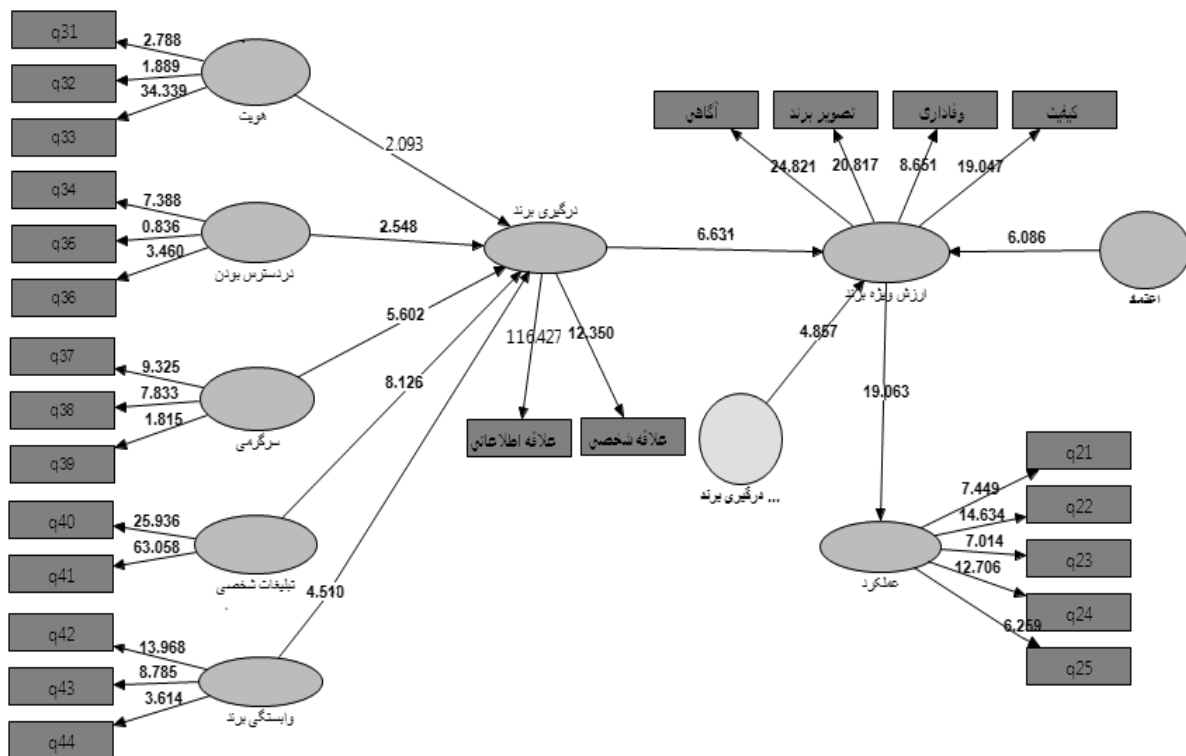 q31
2.788
q32
1.889
34.339
q33
هویت
2.093
q34
7.388
q35
0.836
3.460
q36
دردسترس بودن
2.548
q37
9.325
q38
7.833
1.815
q39
سرگرمی
5.602
q40
25.936
q41
63.058
تبلیغات شخصی
8.126
q42
13.968
q43
8.785
3.614
q44
وابستگی برند
4.510
درگیری برند
116.427
12.350
علاقه اطلاعاتي
علاقه شخصي
6.631
آگاهي
تصویر برند
وفاداری
کیفیت
24.821
20.817
8.651
19.047
ارزش ویژه برند
6.086
اعتماد
4.857
درگیری برند ...
19.063
عملکرد
q21
7.449
q22
14.634
q23
7.014
q24
12.706
q25
6.259